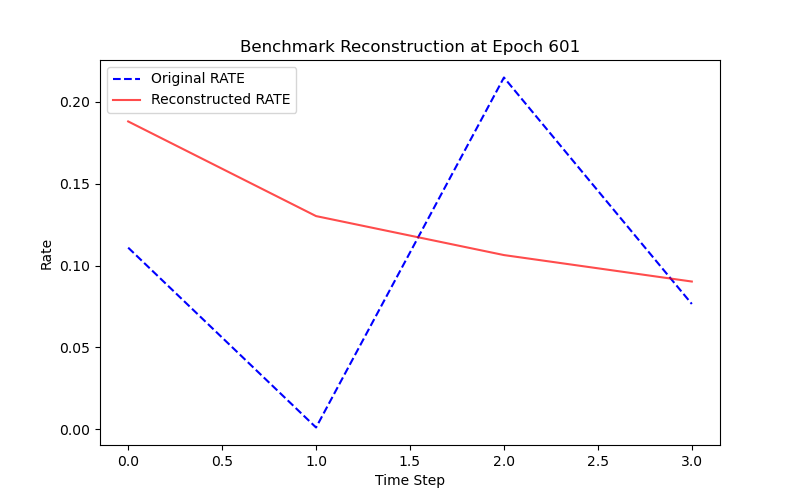 Benchmark Reconstruction at Epoch 601
Original RATE
Reconstructed RATE
0.20
0.15
0.10
0.05
0.00
Rate
0.0 0.5 1.0 1.5 2.0 2.5 3.0
Time Step